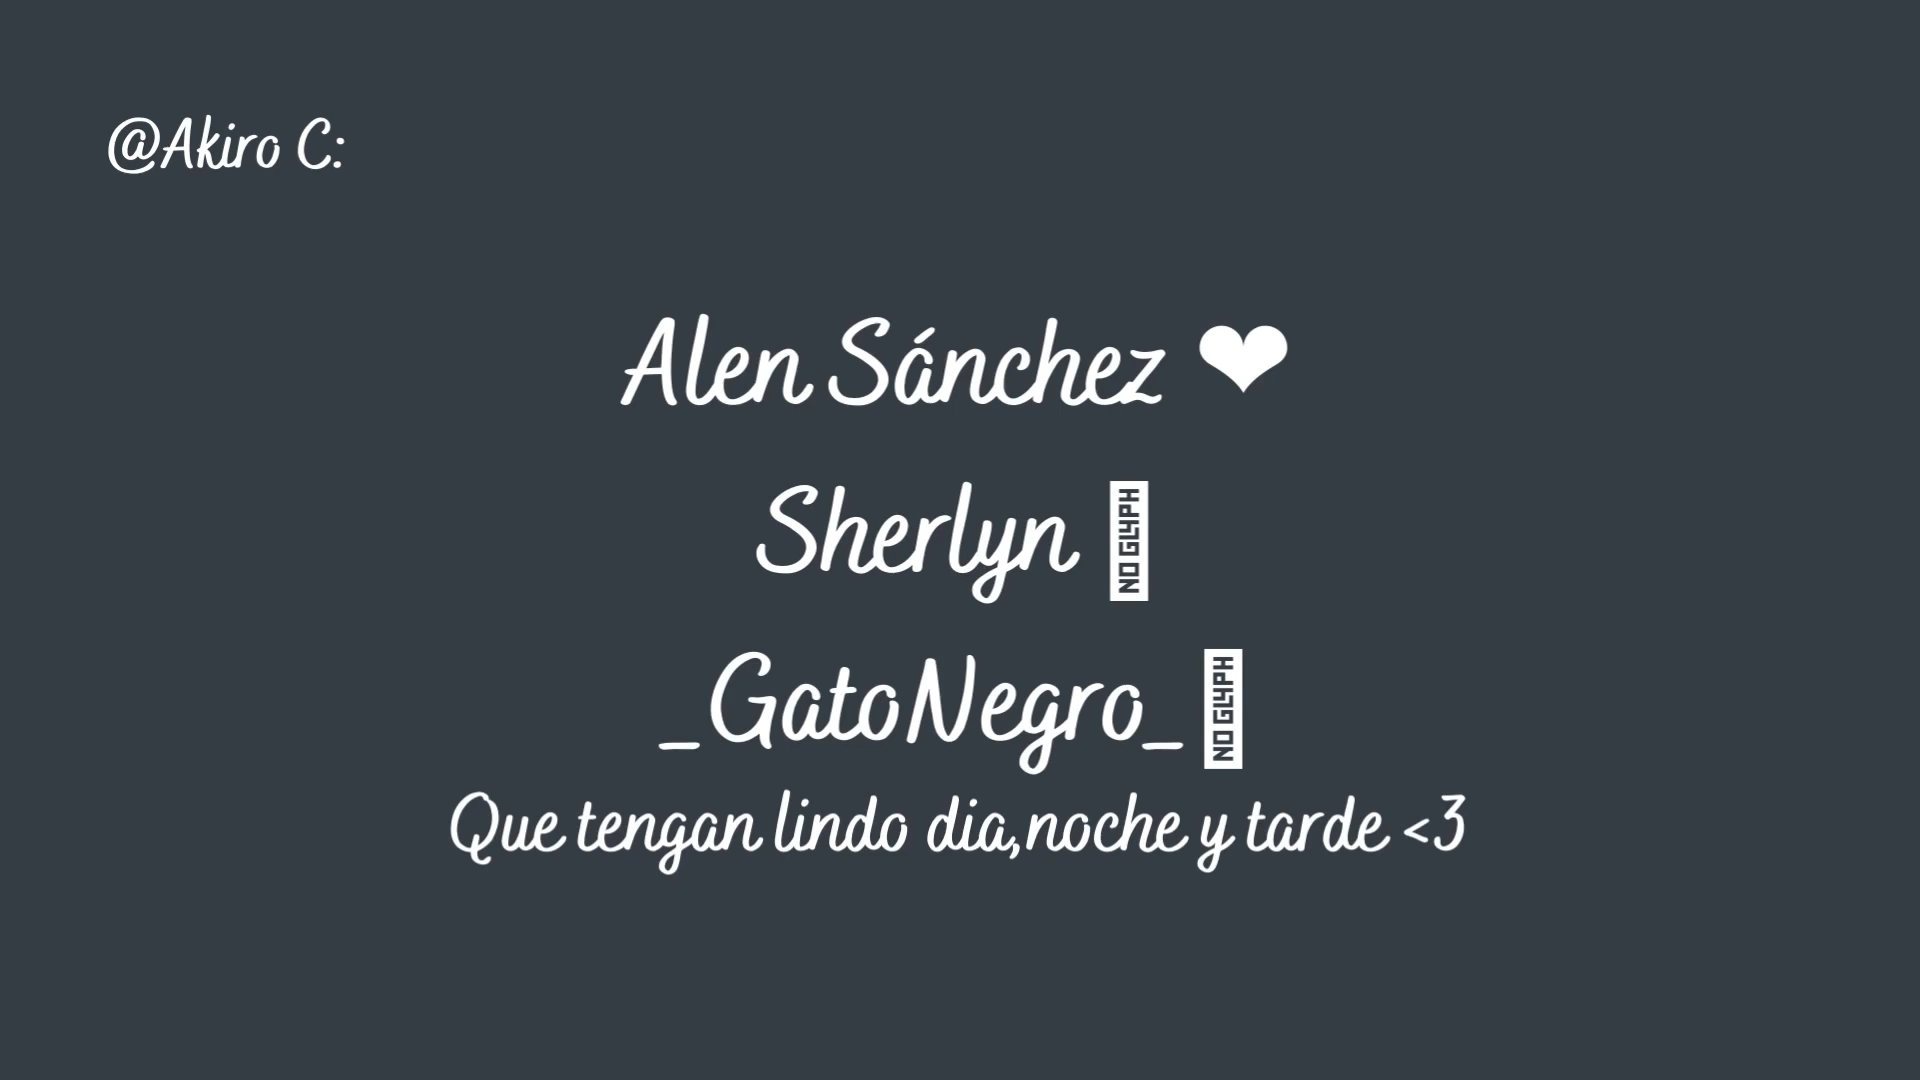 @Akiro C:
Alen Sánchez ❤
Sherlyn
_GatoNegro_
Que tengan lindo dia,noche y tarde <3